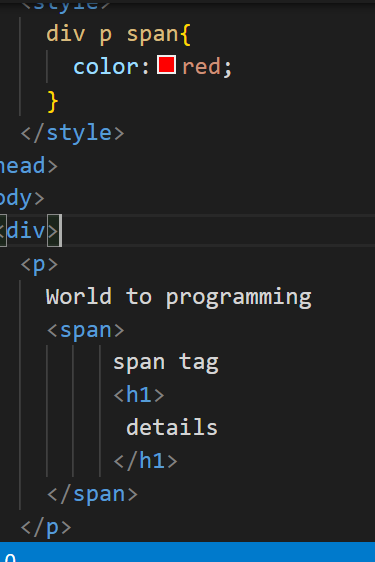 <style>
div p span{
color: red;
}
</style>
head>
ody>
<div>
<p>
World to programming
<span>
span tag
<h1>
details
</h1>
</span>
</p>
0